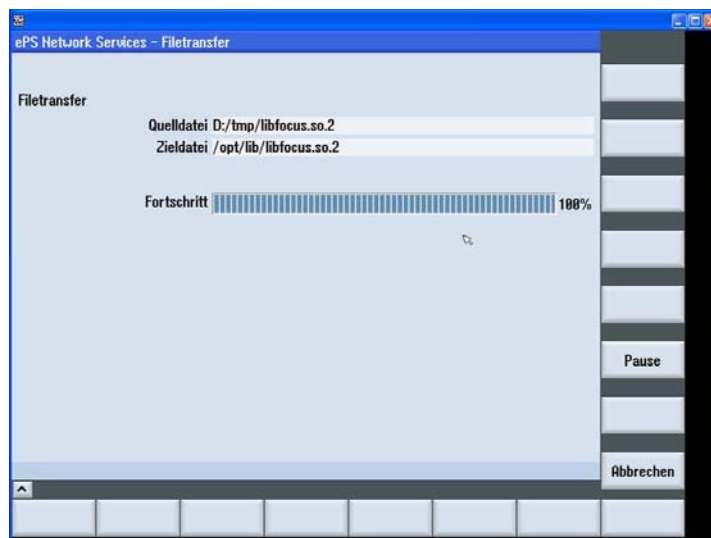 ePS Network Services - Filetransfer
Filetransfer
Quelldatei D:/tmp/libfocus.so.2
Zieldatei /opt/lib/libfocus.so.2
Fortschritt 100%
Pause
Abbrechen